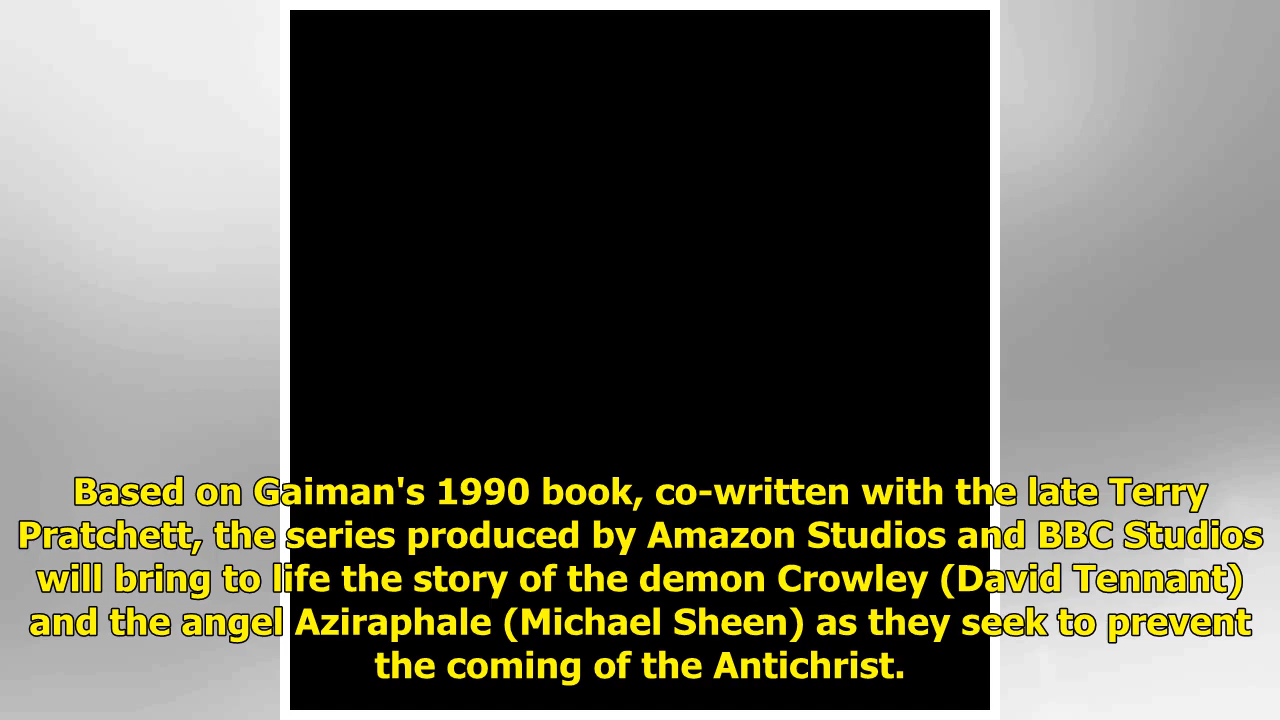 Based on Gaiman's 1990 book, co-written with the late Terry
Pratchett, the series produced by Amazon Studios and BBC Studios
will bring to life the story of the demon Crowley (David Tennant)
and the angel Aziraphale (Michael Sheen) as they seek to prevent
the coming of the Antichrist.